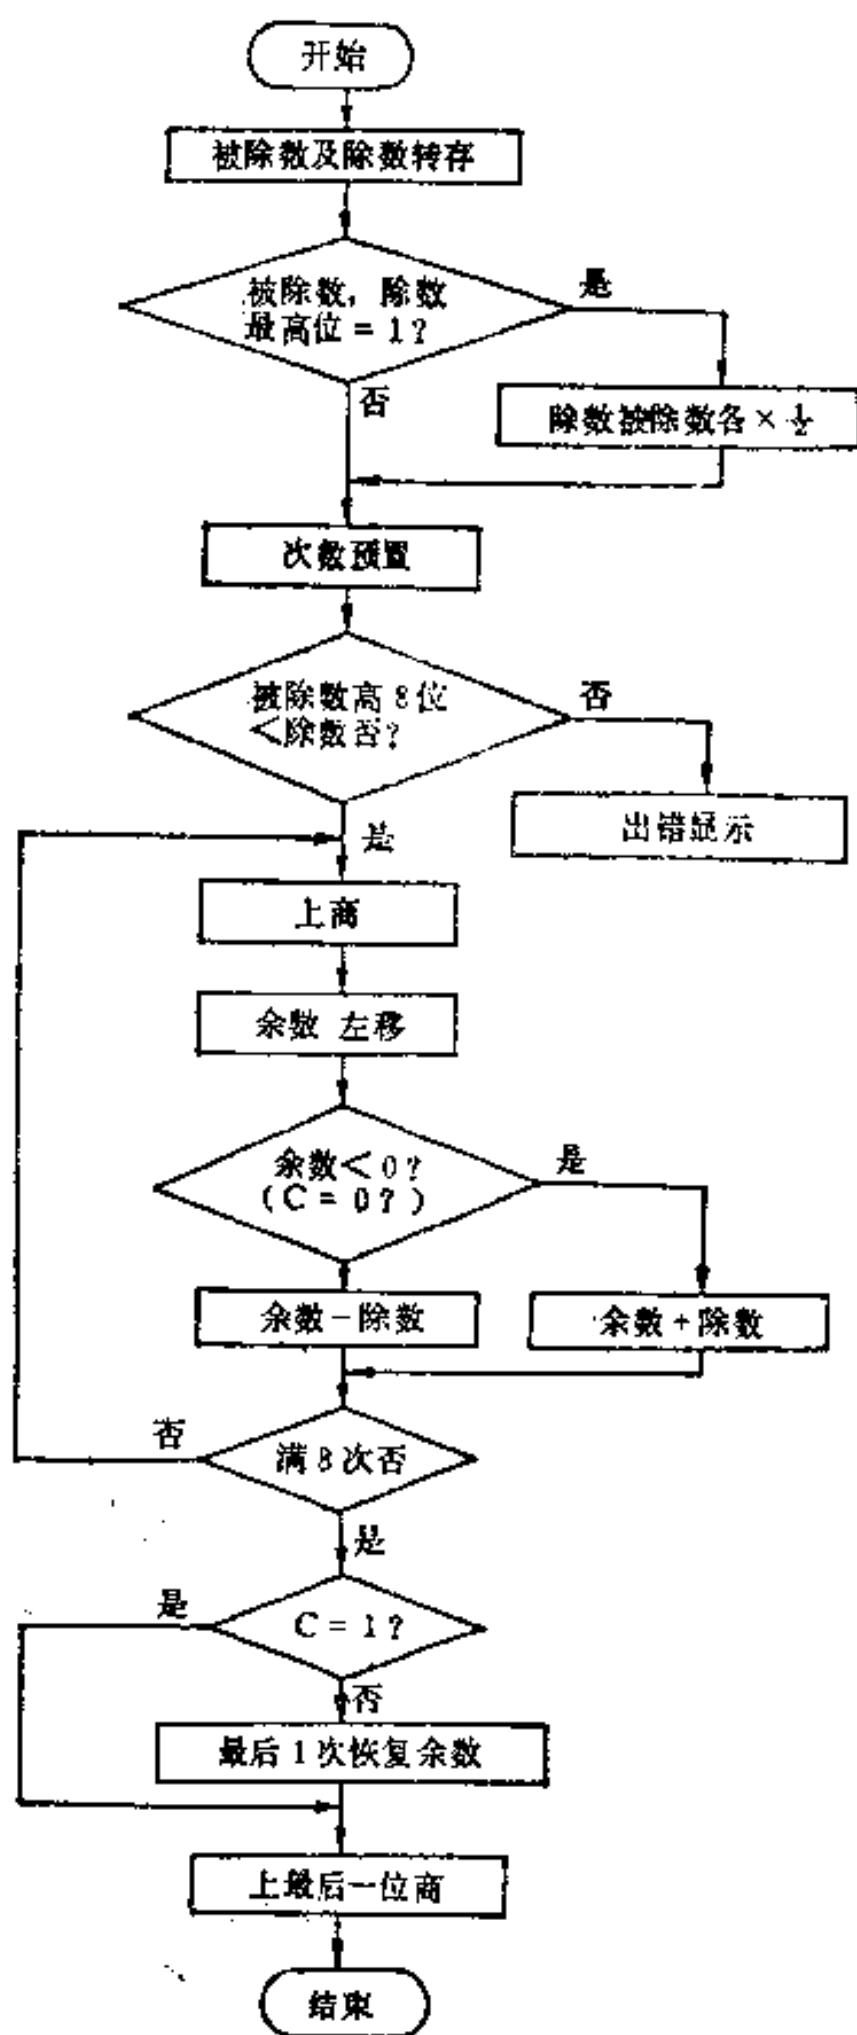 开始
被除数及除数转存
被除数，除数
最高位＝1？
是
否
除数被除数各×½
次数预置
被除数高8位
＜除数否？
否
是
出错显示
上商
余数 左移
余数＜0？
（C＝0？）
是
余数－除数
余数＋除数
否
满8次否
是
是
C＝1？
否
最后1次恢复余数
上最后一位商
结束